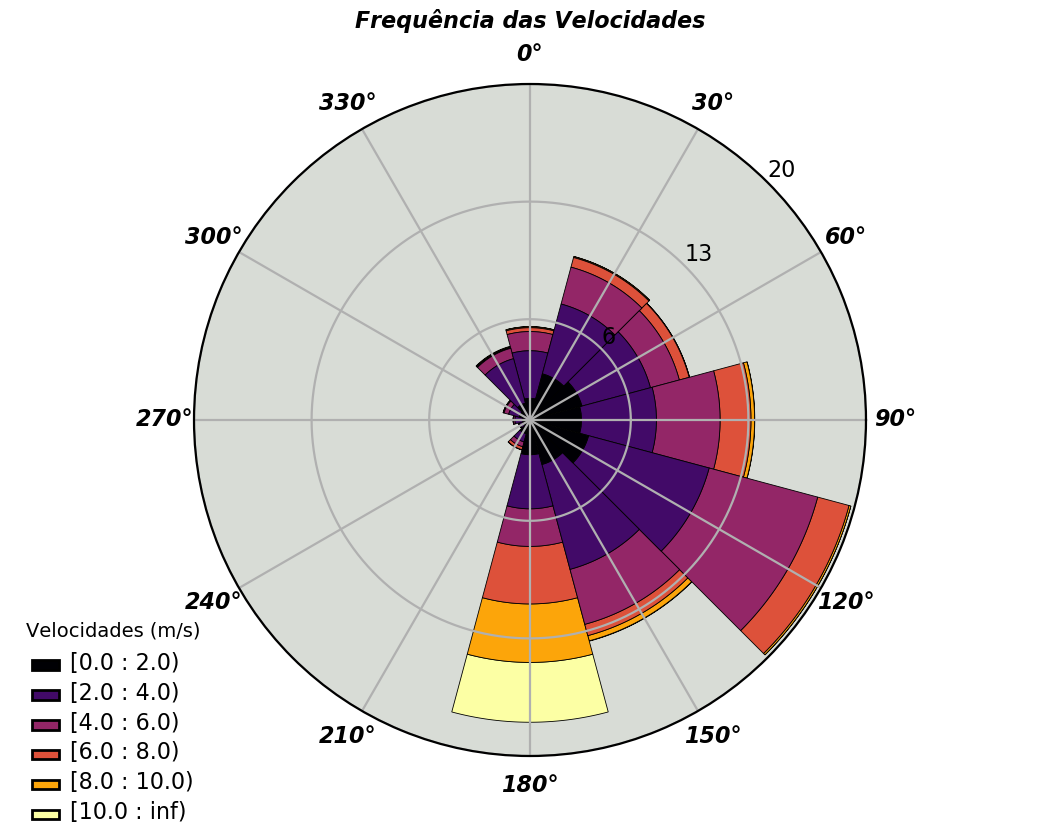 Frequência das Velocidades
0°
330°
30°
20
300°
60°
13
6
270°
90°
240°
120°
210°
150°
180°
Velocidades (m/s)
[0.0 : 2.0)
[2.0 : 4.0)
[4.0 : 6.0)
[6.0 : 8.0)
[8.0 : 10.0)
[10.0 : inf)